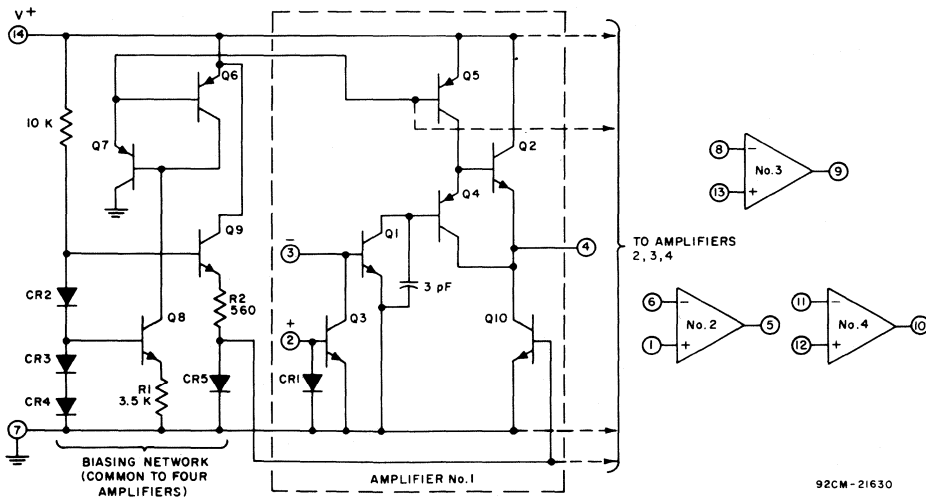 V+
14
Q6
Q5
10 K
Q7
Q2
Q4
8 −
No.3
9
13 +
Q9
Q1
− 3
4
TO AMPLIFIERS
2, 3, 4
CR2
R2
560
3 pF
6 −
No.2
5
1 +
11 −
No.4
10
12 +
Q8
+ 2
Q3
Q10
CR3
CR5
CR1
CR4
R1
3.5 K
7
BIASING NETWORK
(COMMON TO FOUR
AMPLIFIERS)
AMPLIFIER No.1
92CM-21630